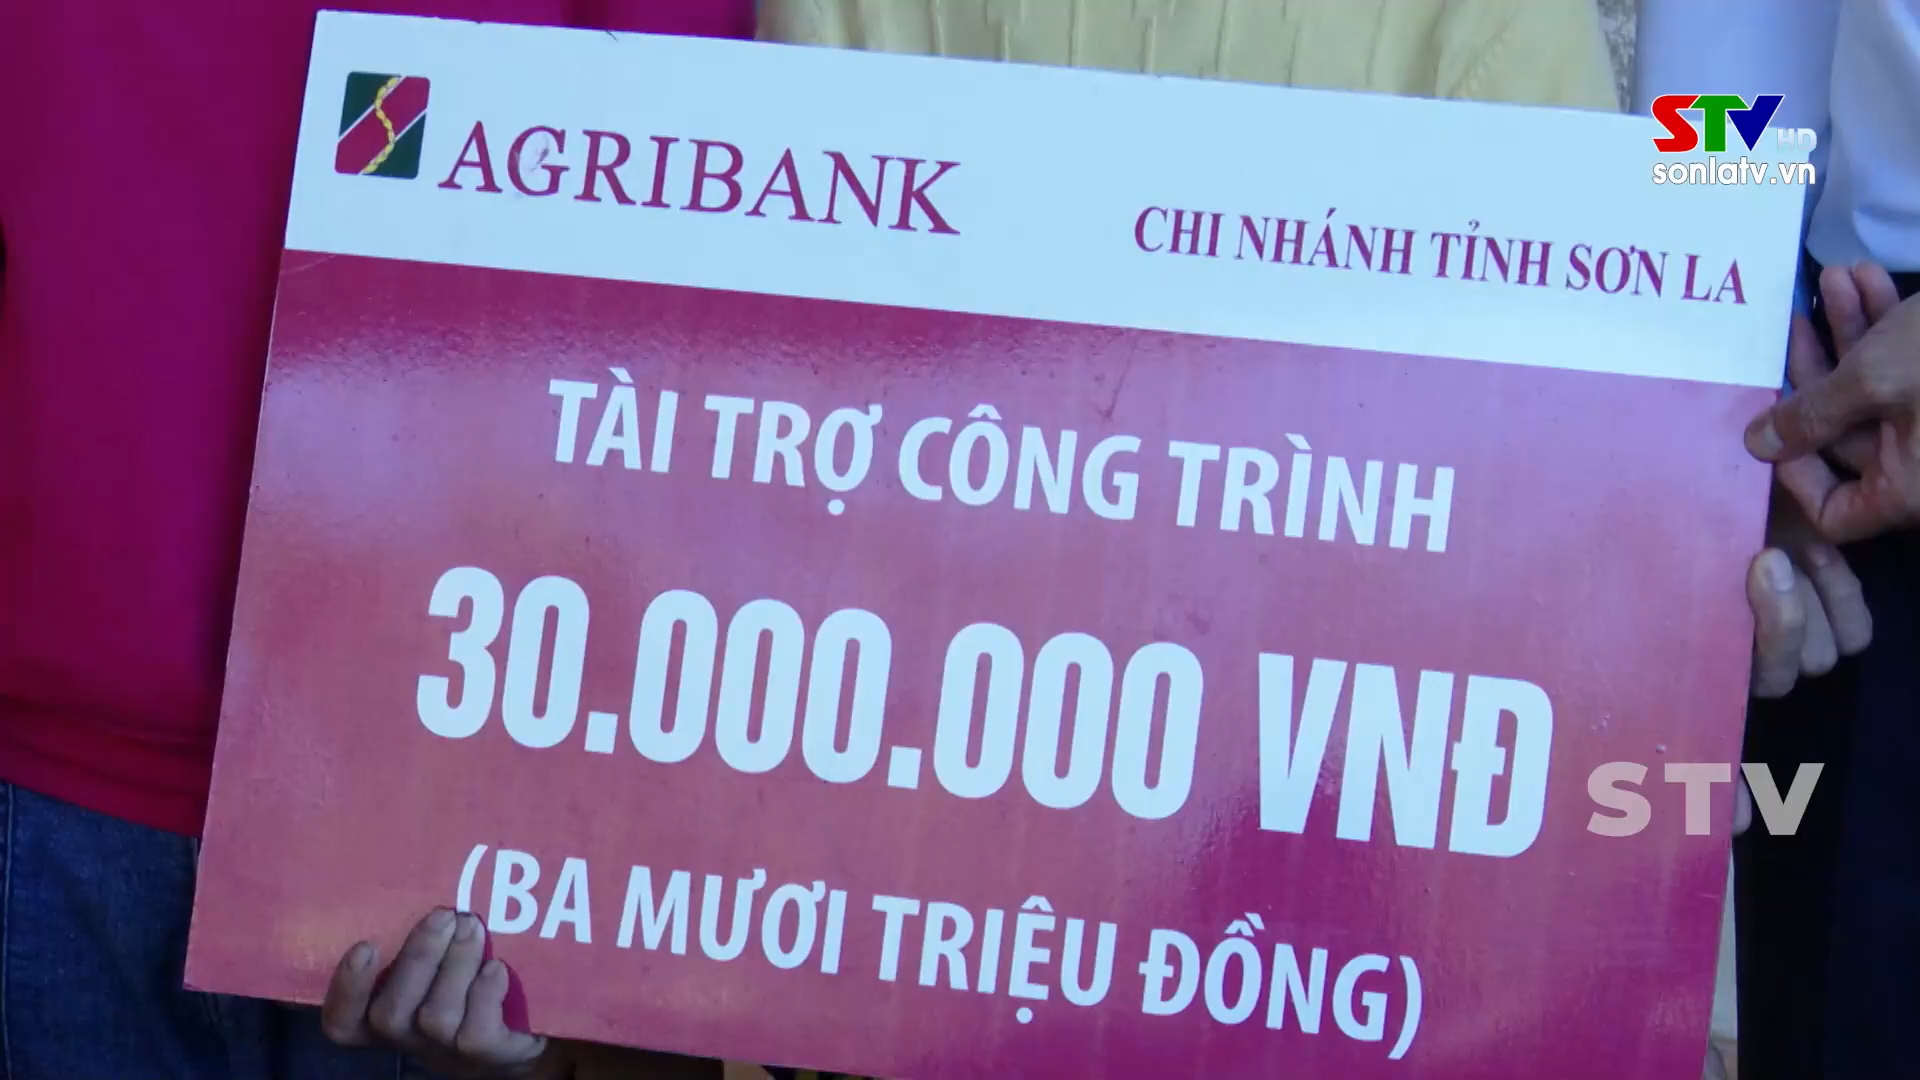 AGRIBANK
CHI NHÁNH TỈNH SƠN LA
TÀI TRỢ CÔNG TRÌNH
30.000.000 VNĐ
(BA MƯƠI TRIỆU ĐỒNG)
STV HD
sonlatv.vn
STV